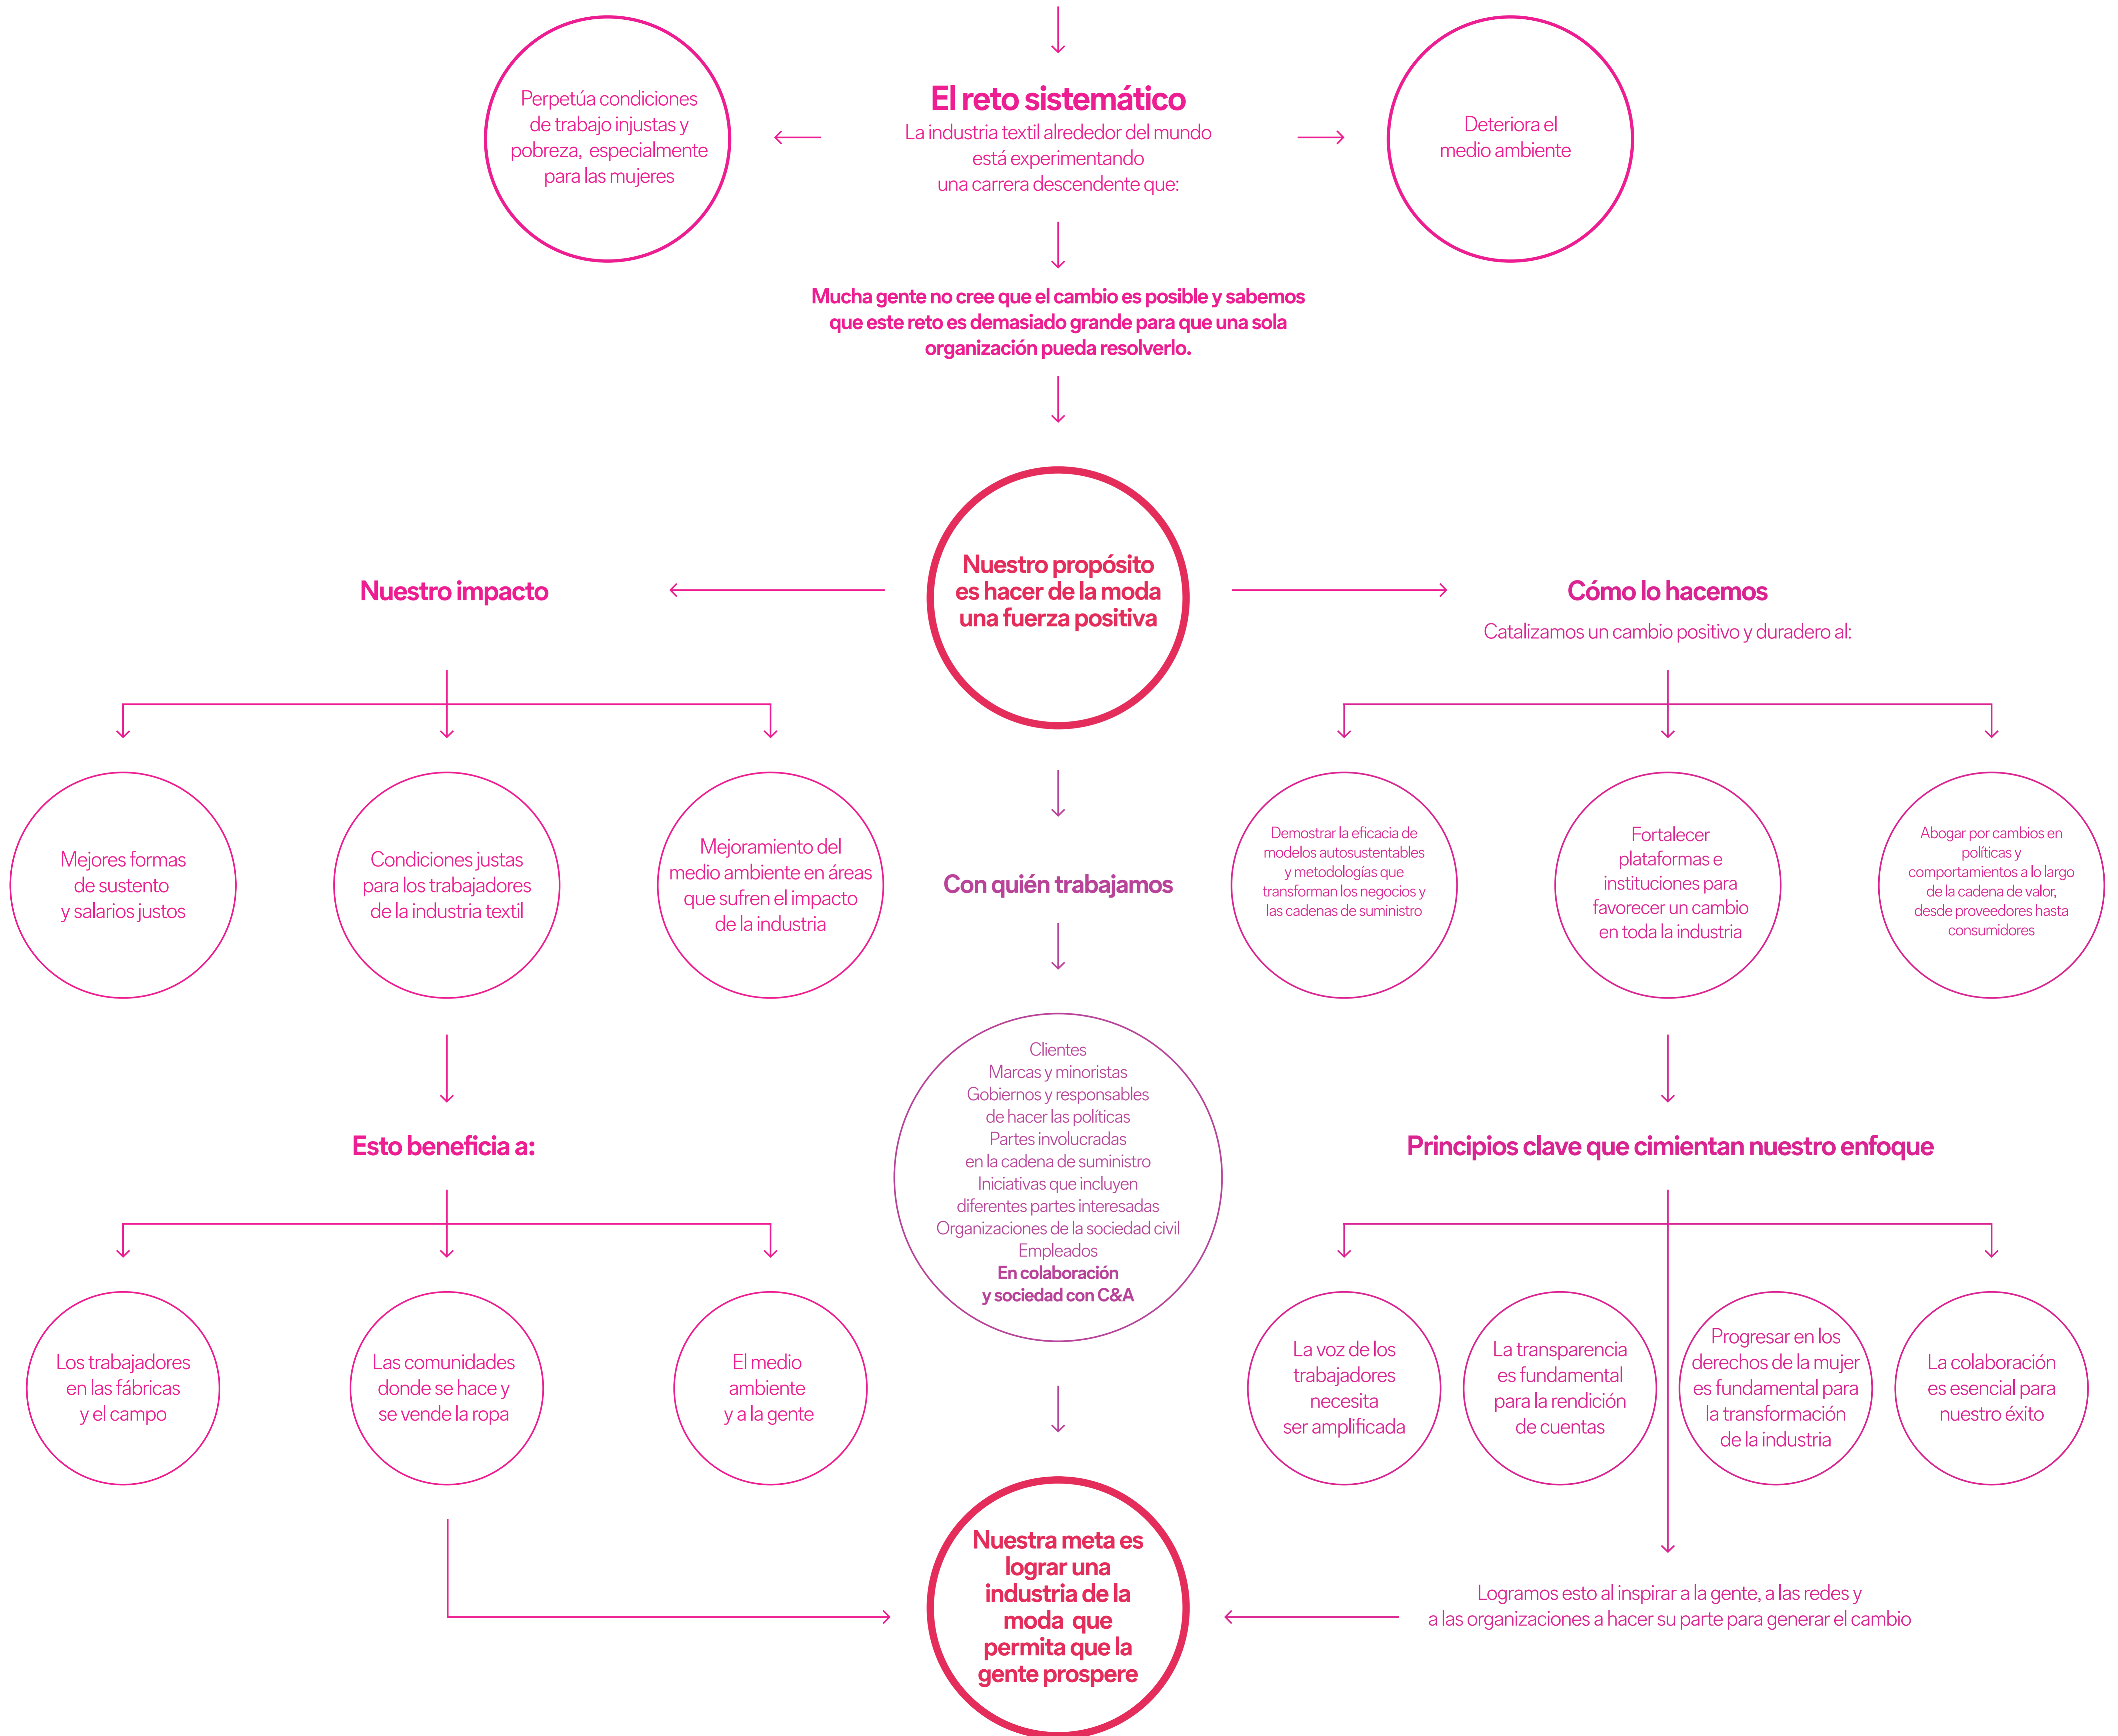 El reto sistemático
La industria textil alrededor del mundo
está experimentando
una carrera descendente que:
Perpetúa condiciones
de trabajo injustas y
pobreza, especialmente
para las mujeres
Deteriora el
medio ambiente
Mucha gente no cree que el cambio es posible y sabemos
que este reto es demasiado grande para que una sola
organización pueda resolverlo.
Nuestro propósito
es hacer de la moda
una fuerza positiva
Nuestro impacto
Mejores formas
de sustento
y salarios justos
Condiciones justas
para los trabajadores
de la industria textil
Mejoramiento del
medio ambiente en áreas
que sufren el impacto
de la industria
Esto beneficia a:
Los trabajadores
en las fábricas
y el campo
Las comunidades
donde se hace y
se vende la ropa
El medio
ambiente
y a la gente
Con quién trabajamos
Clientes
Marcas y minoristas
Gobiernos y responsables
de hacer las políticas
Partes involucradas
en la cadena de suministro
Iniciativas que incluyen
diferentes partes interesadas
Organizaciones de la sociedad civil
Empleados
En colaboración
y sociedad con C&A
Cómo lo hacemos
Catalizamos un cambio positivo y duradero al:
Demostrar la eficacia de
modelos autosustentables
y metodologías que
transforman los negocios y
las cadenas de suministro
Fortalecer
plataformas e
instituciones para
favorecer un cambio
en toda la industria
Abogar por cambios en
políticas y
comportamientos a lo largo
de la cadena de valor,
desde proveedores hasta
consumidores
Principios clave que cimientan nuestro enfoque
La voz de los
trabajadores
necesita
ser amplificada
La transparencia
es fundamental
para la rendición
de cuentas
Progresar en los
derechos de la mujer
es fundamental para
la transformación
de la industria
La colaboración
es esencial para
nuestro éxito
Logramos esto al inspirar a la gente, a las redes y
a las organizaciones a hacer su parte para generar el cambio
Nuestra meta es
lograr una
industria de la
moda que
permita que la
gente prospere